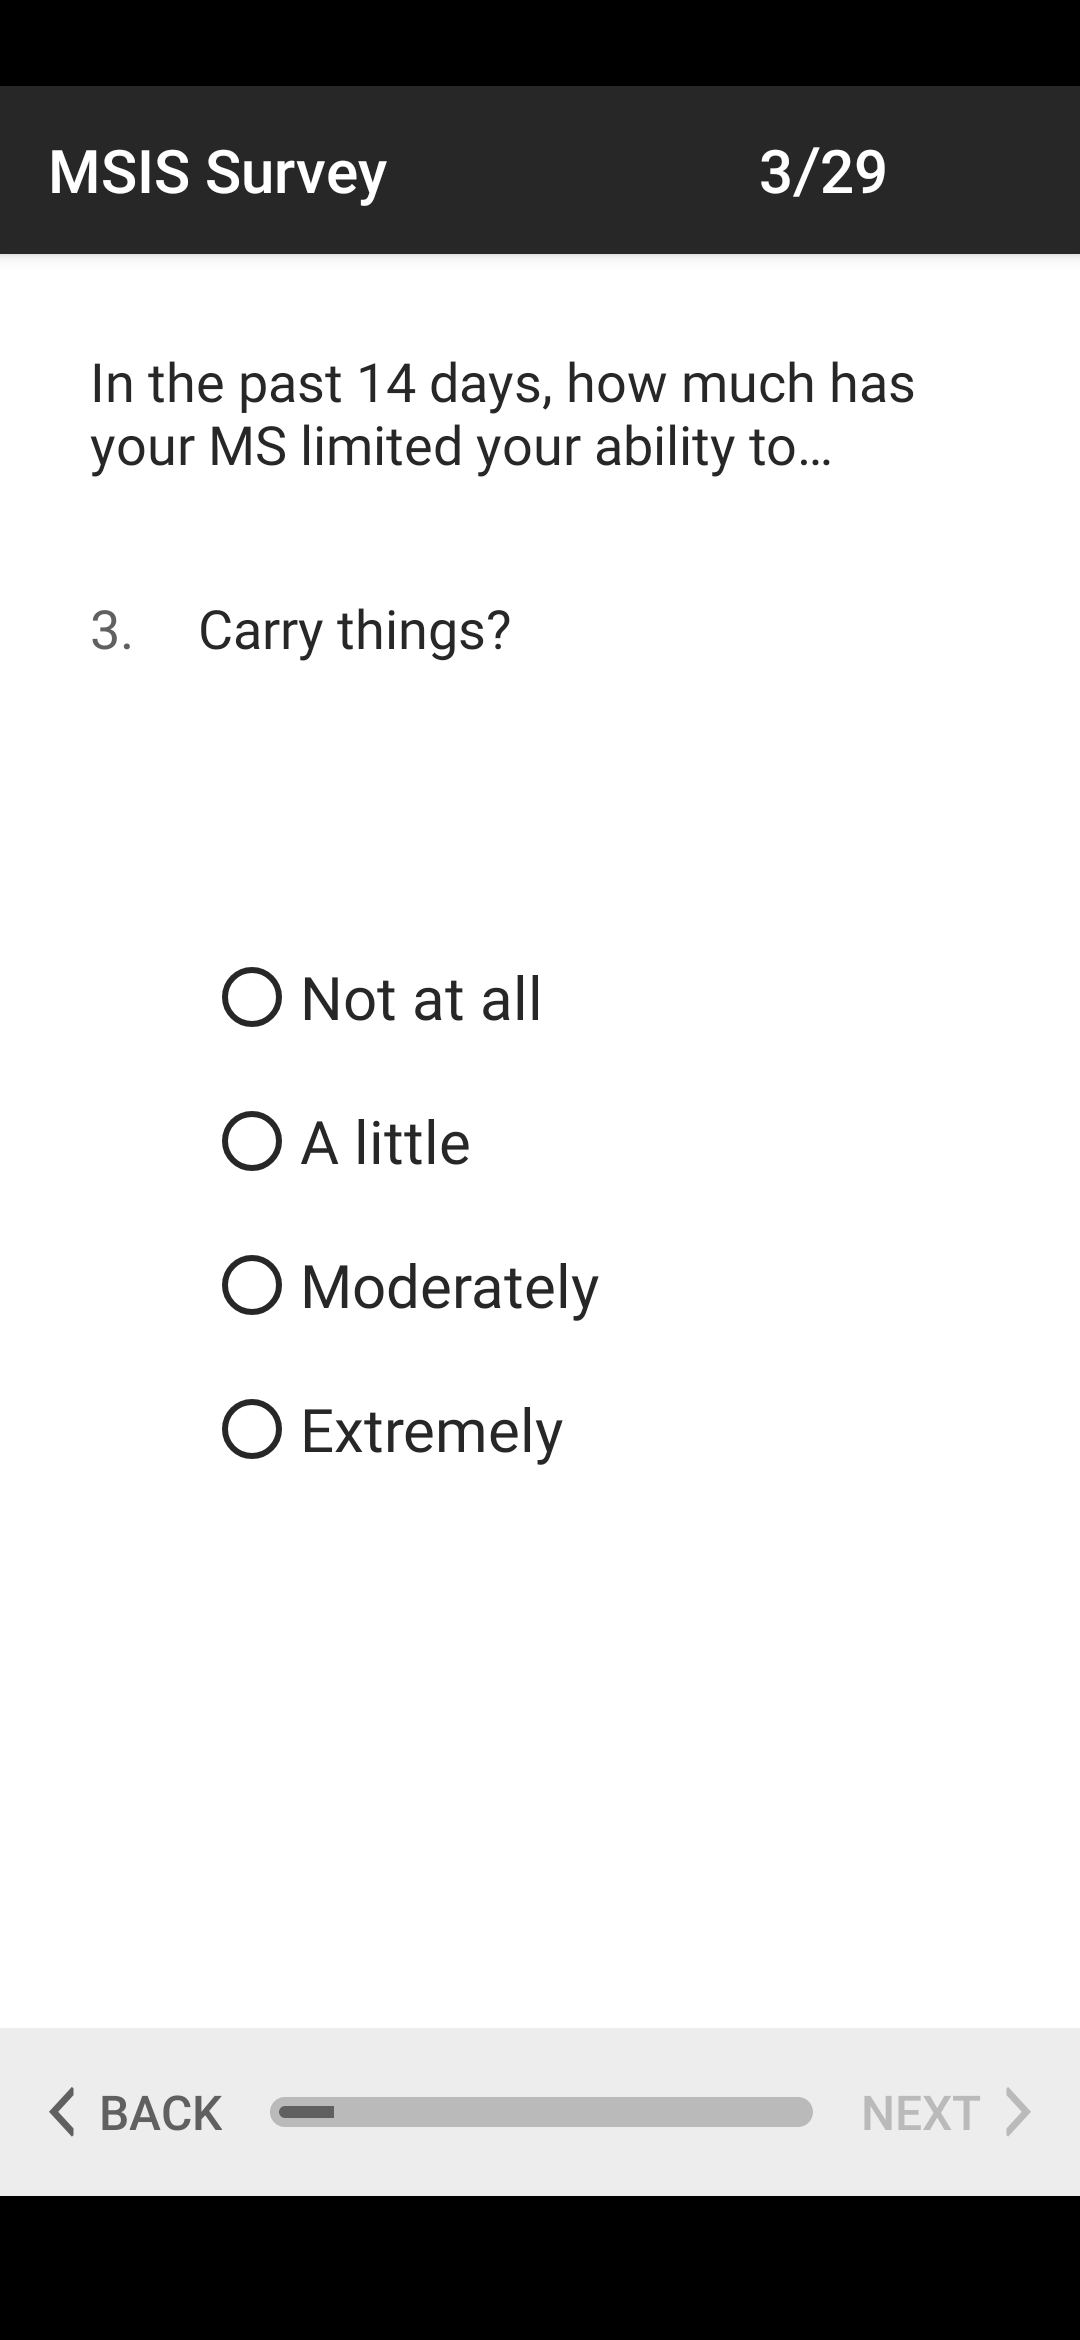 MSIS Survey 3/29
In the past 14 days, how much has
your MS limited your ability to...
3. Carry things?
Not at all
A little
Moderately
Extremely
BACK NEXT